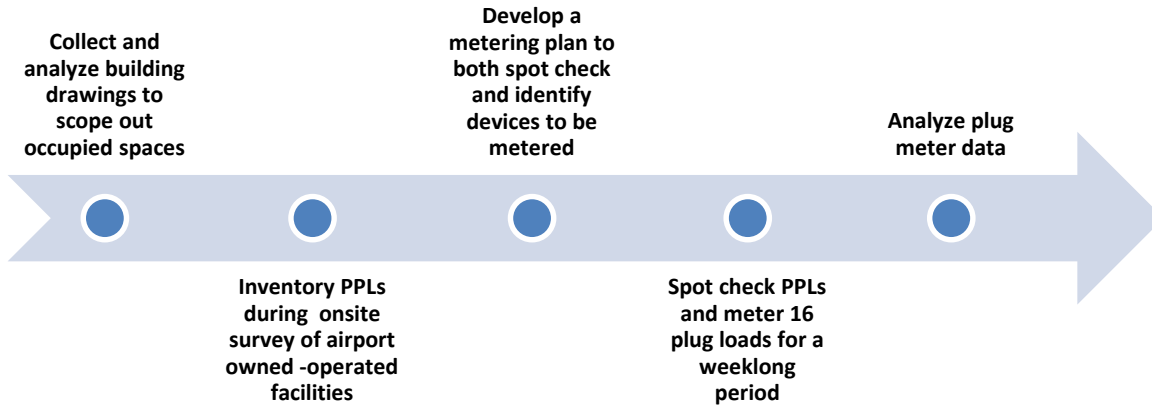 Collect and
analyze building
drawings to
scope out
occupied spaces
Inventory PPLs
during onsite
survey of airport
owned -operated
facilities
Develop a
metering plan to
both spot check
and identify
devices to be
metered
Spot check PPLs
and meter 16
plug loads for a
weeklong
period
Analyze plug
meter data